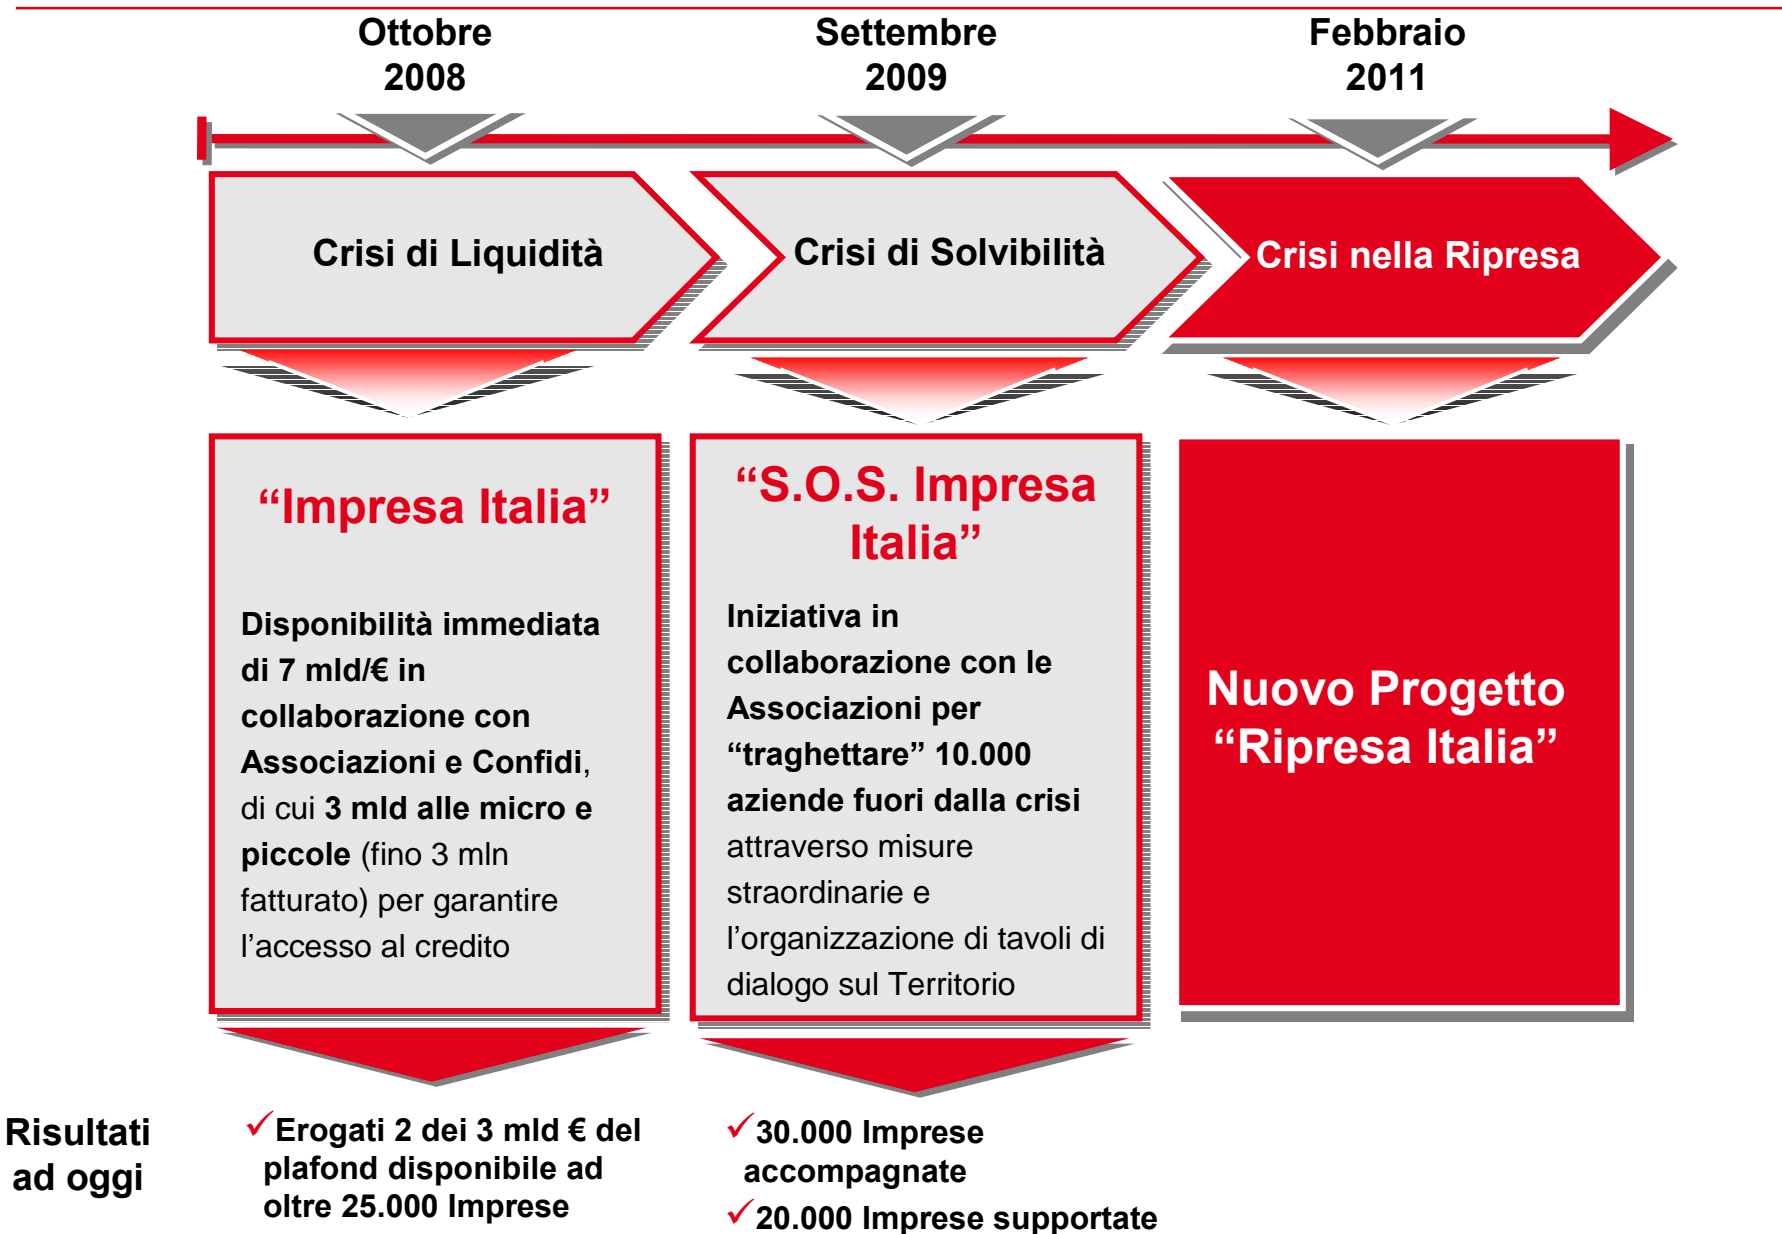 Ottobre
2008
Settembre
2009
Febbraio
2011
Crisi di Liquidità
Crisi di Solvibilità
Crisi nella Ripresa
“Impresa Italia”
Disponibilità immediata
di 7 mld/€ in
collaborazione con
Associazioni e Confidi,
di cui 3 mld alle micro e
piccole (fino 3 mln
fatturato) per garantire
l’accesso al credito
“S.O.S. Impresa
Italia”
Iniziativa in
collaborazione con le
Associazioni per
“traghettare” 10.000
aziende fuori dalla crisi
attraverso misure
straordinarie e
l’organizzazione di tavoli di
dialogo sul Territorio
Nuovo Progetto
“Ripresa Italia”
Risultati
ad oggi
✓Erogati 2 dei 3 mld € del
plafond disponibile ad
oltre 25.000 Imprese
✓30.000 Imprese
accompagnate
✓20.000 Imprese supportate